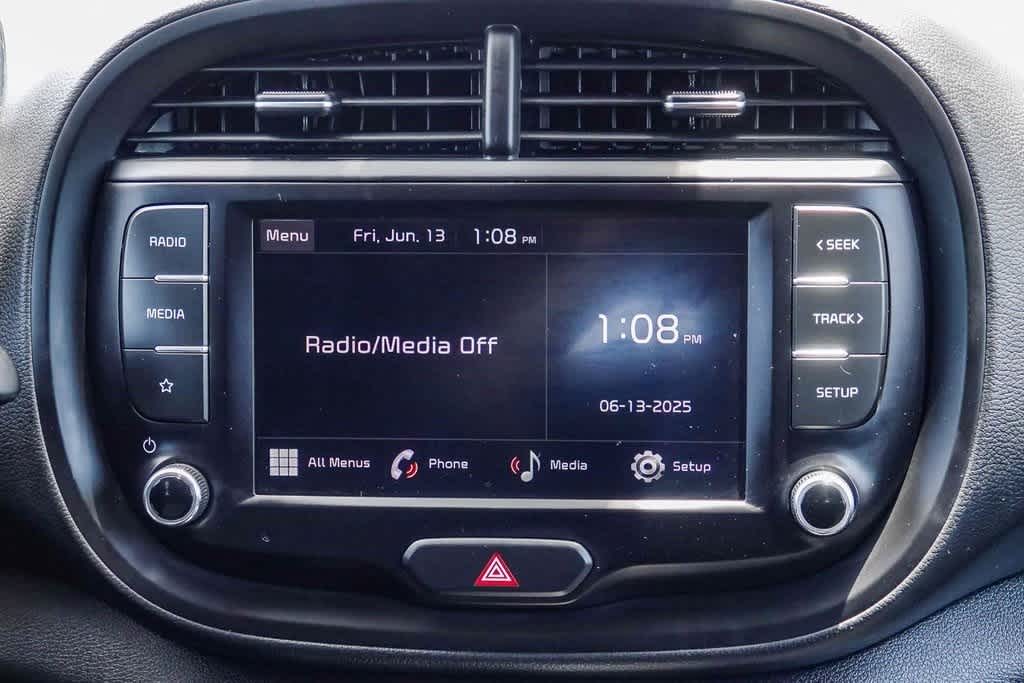 RADIO
MEDIA
Menu Fri, Jun. 13 1:08 PM
Radio/Media Off
1:08 PM
06-13-2025
All Menus Phone Media Setup
< SEEK
TRACK >
SETUP